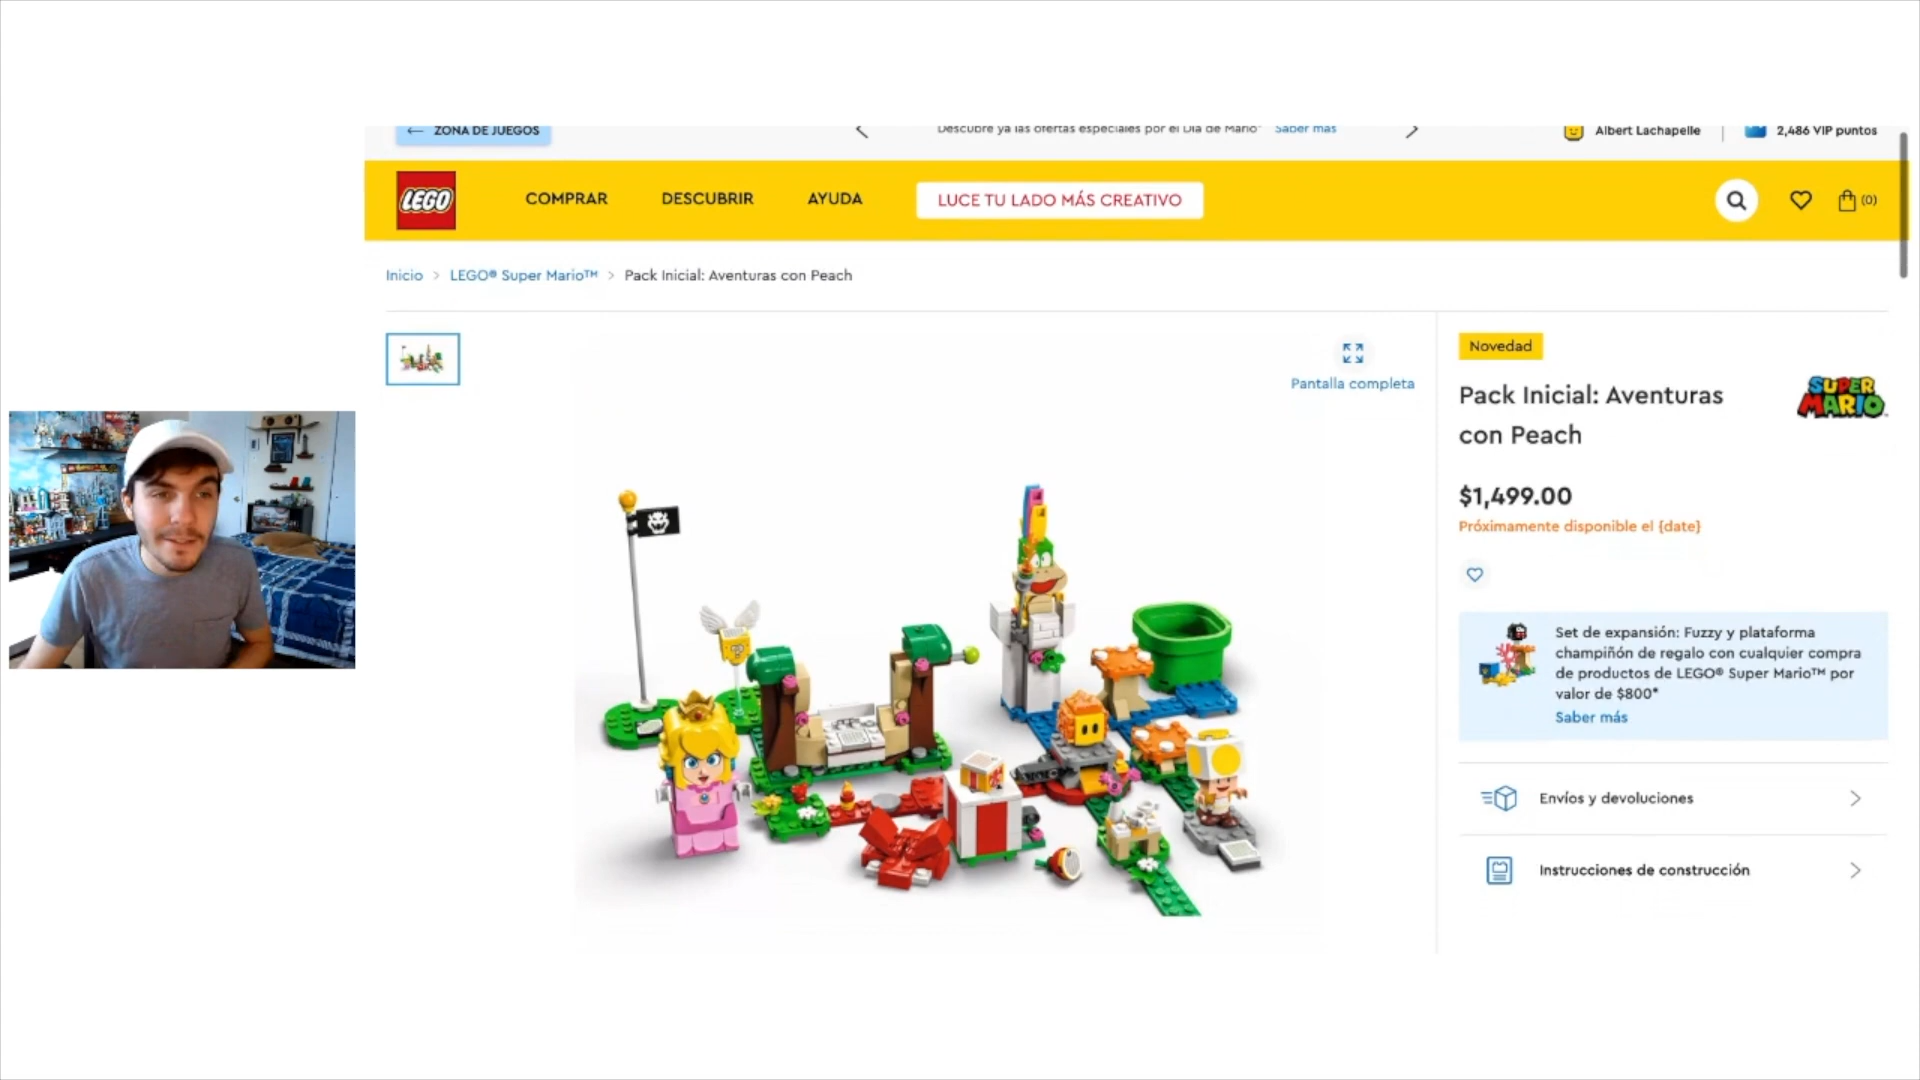 ZONA DE JUEGOS
Descubre ya las ofertas especiales por el Día de Mario*
Saber más
Albert Lachapelle
2,486 VIP puntos
LEGO
COMPRAR
DESCUBRIR
AYUDA
LUCE TU LADO MÁS CREATIVO
(0)
Inicio > LEGO® Super Mario™ > Pack Inicial: Aventuras con Peach
Pantalla completa
Novedad
Pack Inicial: Aventuras
con Peach
SUPER
MARIO
$1,499.00
Próximamente disponible el {date}
Set de expansión: Fuzzy y plataforma
champiñón de regalo con cualquier compra
de productos de LEGO® Super Mario™ por
valor de $800*
Saber más
Envíos y devoluciones
Instrucciones de construcción